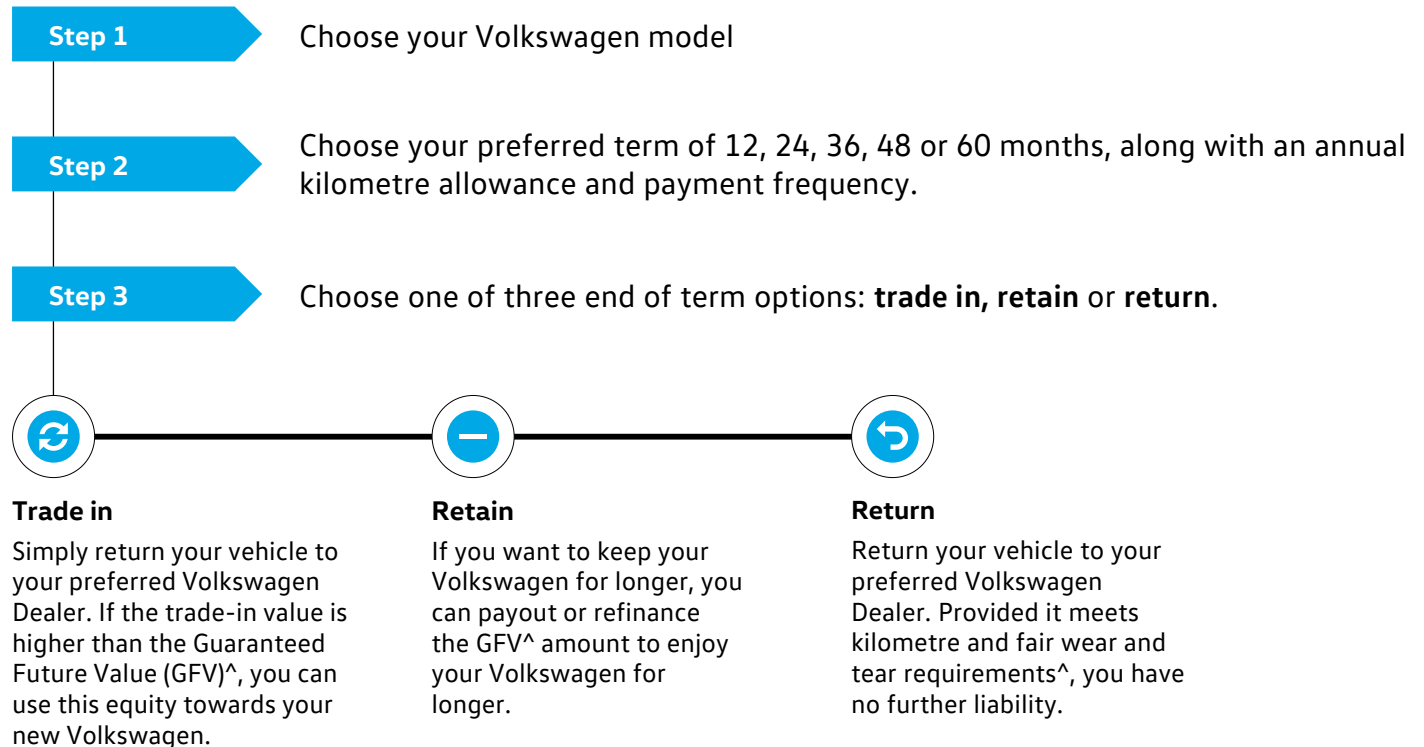 Step 1
Choose your Volkswagen model
Step 2
Choose your preferred term of 12, 24, 36, 48 or 60 months, along with an annual
kilometre allowance and payment frequency.
Step 3
Choose one of three end of term options: trade in, retain or return.
Trade in
Simply return your vehicle to
your preferred Volkswagen
Dealer. If the trade-in value is
higher than the Guaranteed
Future Value (GFV)^, you can
use this equity towards your
new Volkswagen.
Retain
If you want to keep your
Volkswagen for longer, you
can payout or refinance
the GFV^ amount to enjoy
your Volkswagen for
longer.
Return
Return your vehicle to your
preferred Volkswagen
Dealer. Provided it meets
kilometre and fair wear and
tear requirements^, you have
no further liability.